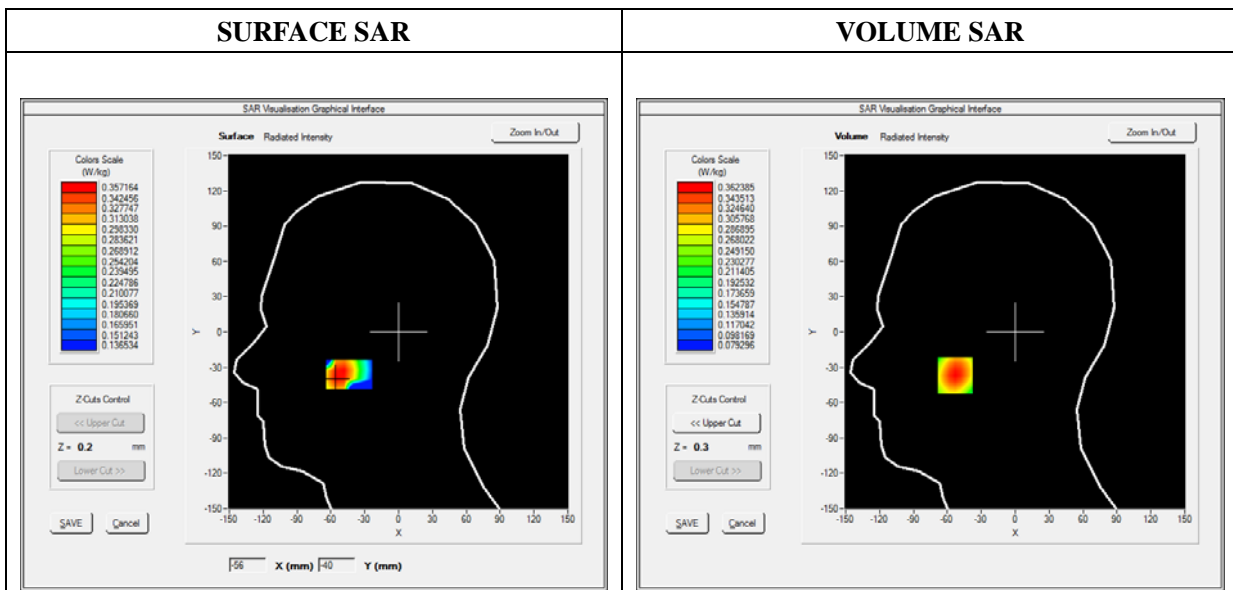 SURFACE SAR
SAR Visualisation Graphical Interface
Surface Radiated Intensity
Zoom In/Out
Colors Scale
(W/kg)
0.357164
0.342456
0.327747
0.313038
0.298330
0.283621
0.268912
0.254204
0.239495
0.224786
0.210077
0.195369
0.180660
0.165951
0.151243
0.136534
Z-Cuts Control
<< Upper Cut
Z = 0.2 mm
Lower Cut >>
SAVE Cancel
150
120
90
60
30
0
-30
-60
-90
-120
-150
Y
-150 -120 -90 -60 -30 0 30 60 90 120 150
X
-56 X (mm) -40 Y (mm)
VOLUME SAR
SAR Visualisation Graphical Interface
Volume Radiated Intensity
Zoom In/Out
Colors Scale
(W/kg)
0.362385
0.343513
0.324640
0.305768
0.286895
0.268022
0.249150
0.230277
0.211405
0.192532
0.173659
0.154787
0.135914
0.117042
0.098169
0.079296
Z-Cuts Control
<< Upper Cut
Z = 0.3 mm
Lower Cut >>
SAVE Cancel
150
120
90
60
30
0
-30
-60
-90
-120
-150
Y
-150 -120 -90 -60 -30 0 30 60 90 120 150
X